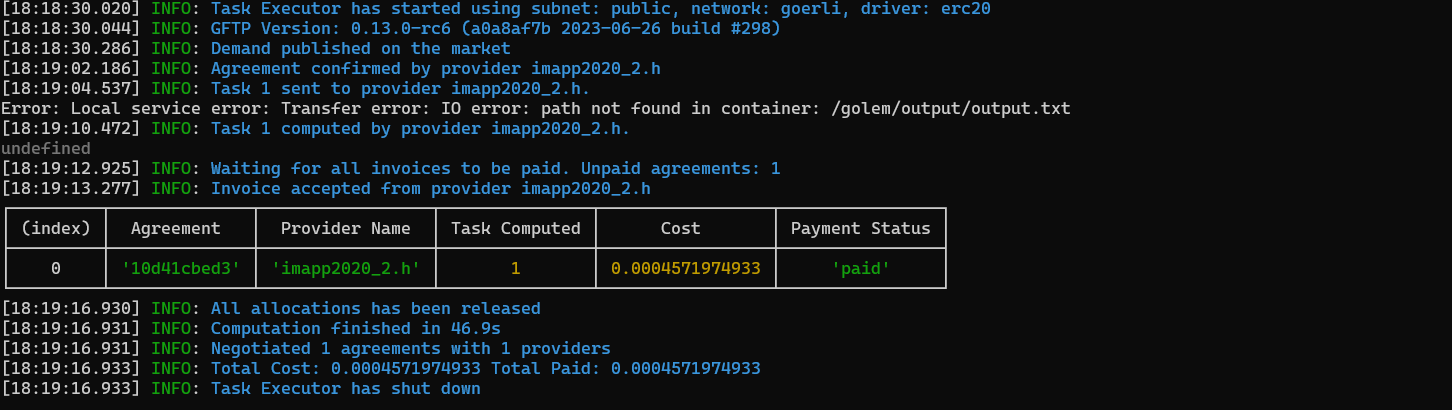 [18:18:30.020] INFO: Task Executor has started using subnet: public, network: goerli, driver: erc20
[18:18:30.044] INFO: GFTP Version: 0.13.0-rc6 (a0a8af7b 2023-06-26 build #298)
[18:18:30.286] INFO: Demand published on the market
[18:19:02.186] INFO: Agreement confirmed by provider imapp2020_2.h
[18:19:04.537] INFO: Task 1 sent to provider imapp2020_2.h.
Error: Local service error: Transfer error: IO error: path not found in container: /golem/output/output.txt
[18:19:10.472] INFO: Task 1 computed by provider imapp2020_2.h.
undefined
[18:19:12.925] INFO: Waiting for all invoices to be paid. Unpaid agreements: 1
[18:19:13.277] INFO: Invoice accepted from provider imapp2020_2.h
(index) Agreement Provider Name Task Computed Cost Payment Status
0 '10d41cbed3' 'imapp2020_2.h' 1 0.0004571974933 'paid'
[18:19:16.930] INFO: All allocations has been released
[18:19:16.931] INFO: Computation finished in 46.9s
[18:19:16.931] INFO: Negotiated 1 agreements with 1 providers
[18:19:16.933] INFO: Total Cost: 0.0004571974933 Total Paid: 0.0004571974933
[18:19:16.933] INFO: Task Executor has shut down